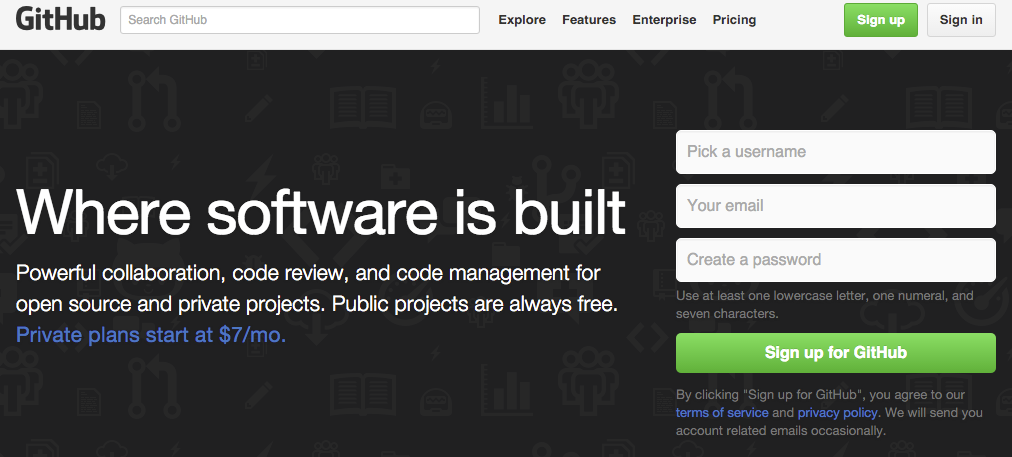 GitHub
Search GitHub
Explore Features Enterprise Pricing
Sign up
Sign in
Where software is built
Powerful collaboration, code review, and code management for
open source and private projects. Public projects are always free.
Private plans start at $7/mo.
Pick a username
Your email
Create a password
Use at least one lowercase letter, one numeral, and
seven characters.
Sign up for GitHub
By clicking "Sign up for GitHub", you agree to our
terms of service and privacy policy. We will send you
account related emails occasionally.